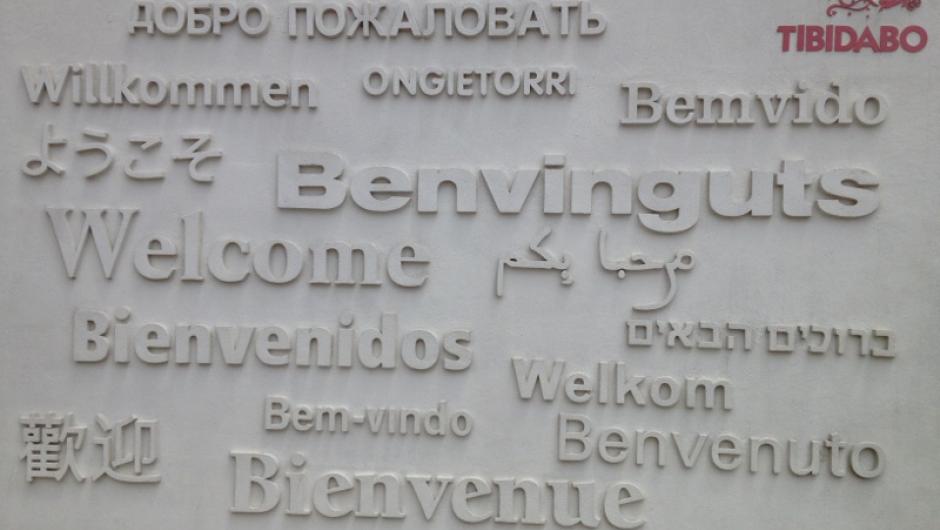 ДОБРО ПОЖАЛОВАТЬ
TIBIDABO
Willkommen
ONGIETORRI
Bemvido
ようこそ
Benvinguts
Welcome
مرحبا بكم
Bienvenidos
ברולים הבאים
Welkom
Bem-vindo
Benvenuto
歡迎
Bienvenue